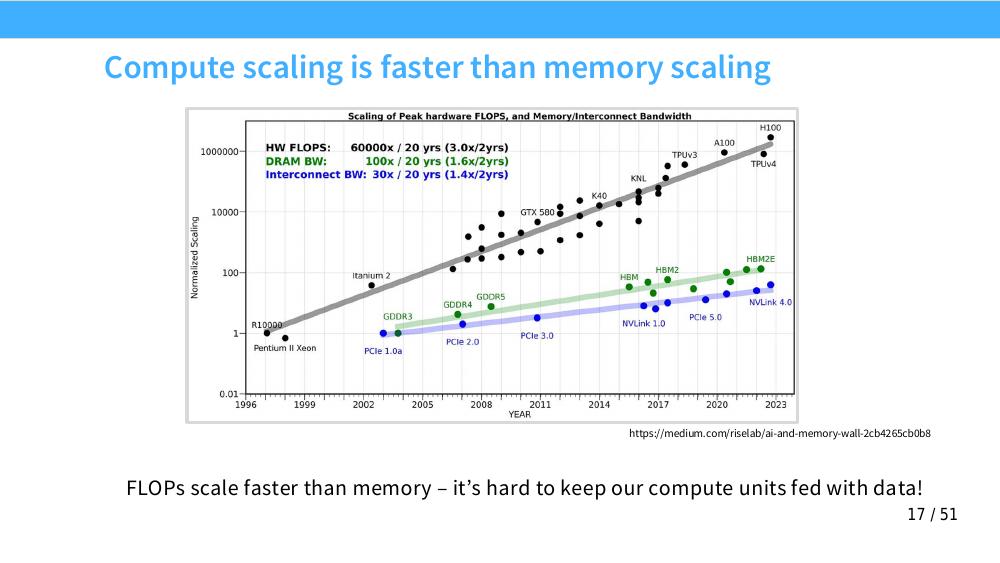 Compute scaling is faster than memory scaling
Scaling of Peak hardware FLOPS, and Memory/Interconnect Bandwidth
HW FLOPS: 60000x / 20 yrs (3.0x/2yrs)
DRAM BW: 100x / 20 yrs (1.6x/2yrs)
Interconnect BW: 30x / 20 yrs (1.4x/2yrs)
H100
A100
TPUv4
TPUv3
KNL
K40
GTX 580
Itanium 2
R10000
Pentium II Xeon
HBM2E
HBM2
HBM
GDDR5
GDDR4
GDDR3
NVLink 4.0
PCIe 5.0
NVLink 1.0
PCIe 3.0
PCIe 2.0
PCIe 1.0a
Normalized Scaling
1000000
10000
100
1
0.01
1996 1999 2002 2005 2008 2011 2014 2017 2020 2023
YEAR
https://medium.com/riselab/ai-and-memory-wall-2cb4265cb0b8
FLOPs scale faster than memory – it’s hard to keep our compute units fed with data!
17 / 51